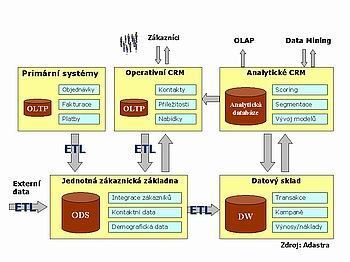 Zákazníci
OLAP
Data Mining
Primární systémy
OLTP
Objednávky
Fakturace
Platby
Operativní CRM
OLTP
Kontakty
Příležitosti
Nabídky
Analytické CRM
Analytická
databáze
Scoring
Segmentace
Vývoj modelů
ETL
ETL
Externí
data
ETL
Jednotná zákaznická základna
ODS
Integrace zákazníků
Kontaktní data
Demografická data
ETL
Datový sklad
DW
Transakce
Kampaně
Výnosy/náklady
Zdroj: Adastra